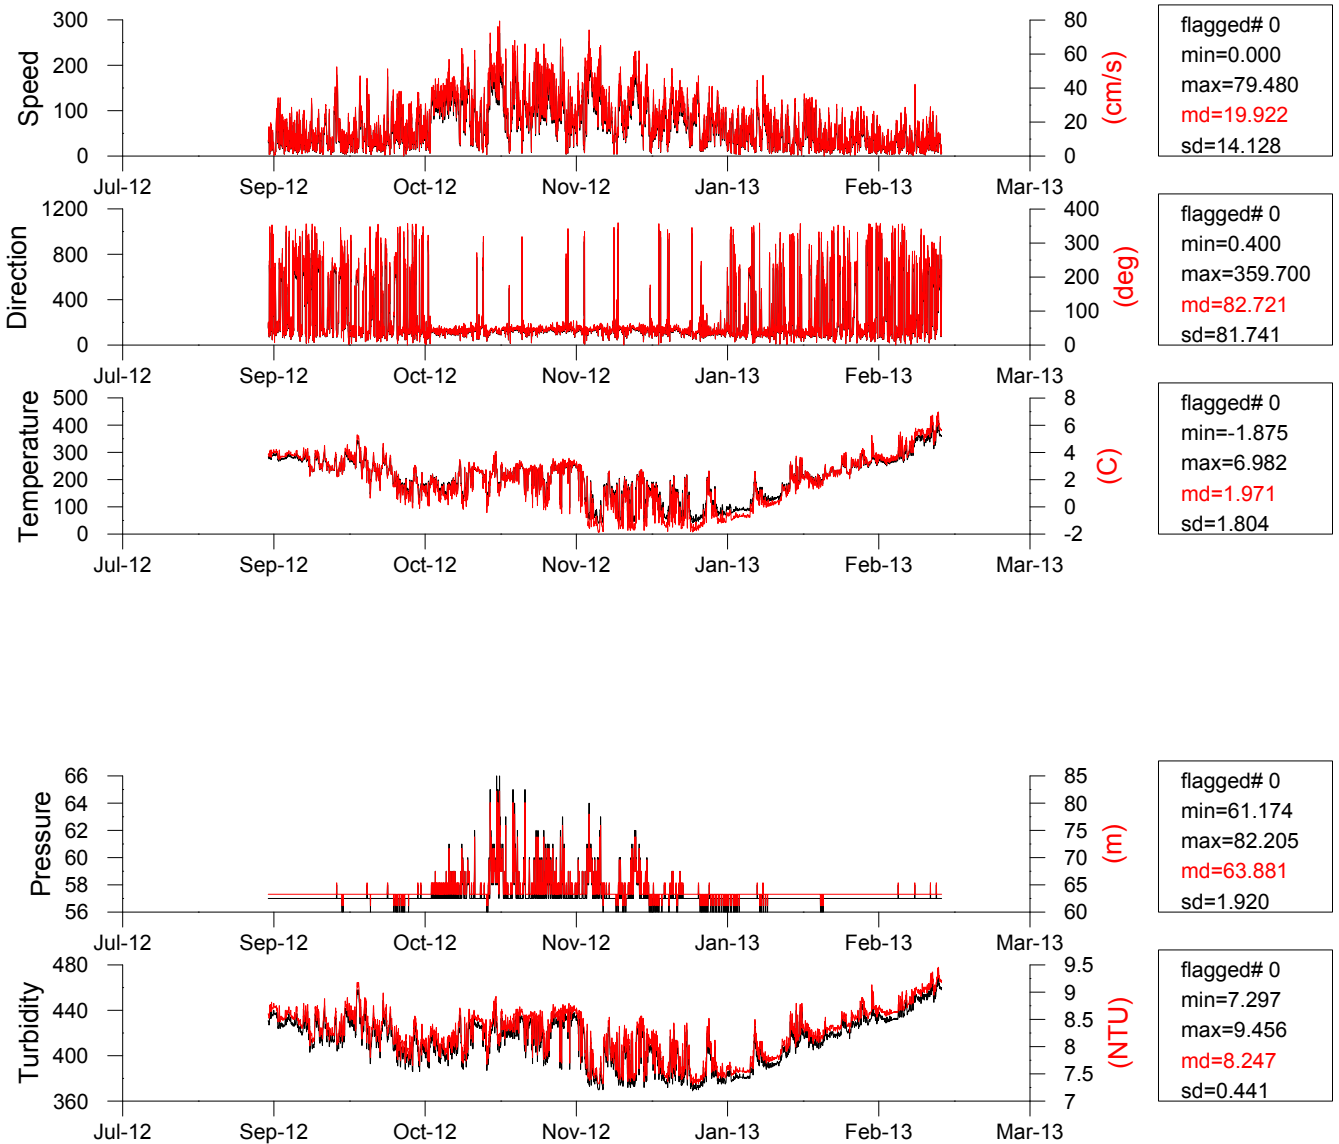 Speed
300
200
100
0
80
60
40
20
0
(cm/s)
Jul-12 Sep-12 Oct-12 Nov-12 Jan-13 Feb-13 Mar-13
flagged# 0
min=0.000
max=79.480
md=19.922
sd=14.128
Direction
1200
800
400
0
400
300
200
100
0
(deg)
Jul-12 Sep-12 Oct-12 Nov-12 Jan-13 Feb-13 Mar-13
flagged# 0
min=0.400
max=359.700
md=82.721
sd=81.741
Temperature
500
400
300
200
100
0
8
6
4
2
0
-2
(C)
Jul-12 Sep-12 Oct-12 Nov-12 Jan-13 Feb-13 Mar-13
flagged# 0
min=-1.875
max=6.982
md=1.971
sd=1.804
Pressure
66
64
62
60
58
56
85
80
75
70
65
60
(m)
Jul-12 Sep-12 Oct-12 Nov-12 Jan-13 Feb-13 Mar-13
flagged# 0
min=61.174
max=82.205
md=63.881
sd=1.920
Turbidity
480
440
400
360
9.5
9
8.5
8
7.5
7
(NTU)
Jul-12 Sep-12 Oct-12 Nov-12 Jan-13 Feb-13 Mar-13
flagged# 0
min=7.297
max=9.456
md=8.247
sd=0.441